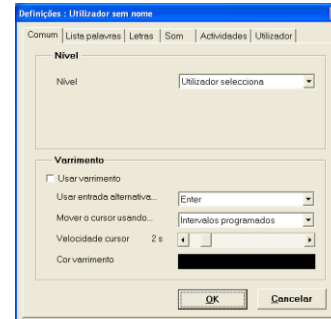 Definições : Utilizador sem nome
Comum Lista palavras Letras Som Actividades Utilizador
Nível
Nível Utilizador selecciona
Varrimento
Usar varrimento
Usar entrada alternativa... Enter
Mover o cursor usando... Intervalos programados
Velocidade cursor 2 s
Cor varrimento
OK Cancelar